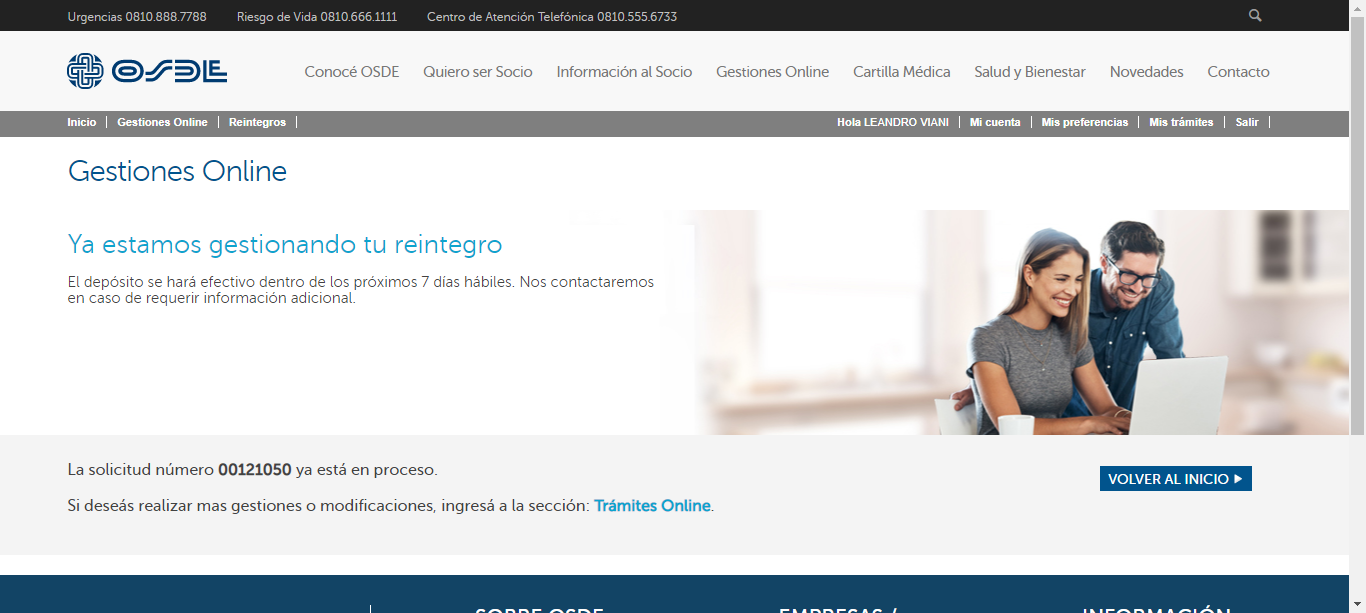 Urgencias 0810.888.7788 Riesgo de Vida 0810.666.1111 Centro de Atención Telefónica 0810.555.6733
OSDE Conocé OSDE Quiero ser Socio Información al Socio Gestiones Online Cartilla Médica Salud y Bienestar Novedades Contacto
Inicio | Gestiones Online | Reintegros | Hola LEANDRO VIANI | Mi cuenta | Mis preferencias | Mis trámites | Salir |
Gestiones Online
Ya estamos gestionando tu reintegro
El depósito se hará efectivo dentro de los próximos 7 días hábiles. Nos contactaremos
en caso de requerir información adicional.
La solicitud número 00121050 ya está en proceso.
VOLVER AL INICIO
Si deseás realizar mas gestiones o modificaciones, ingresá a la sección: Trámites Online.
SOBRE OSDE EMPRESAS / INFORMACIÓN